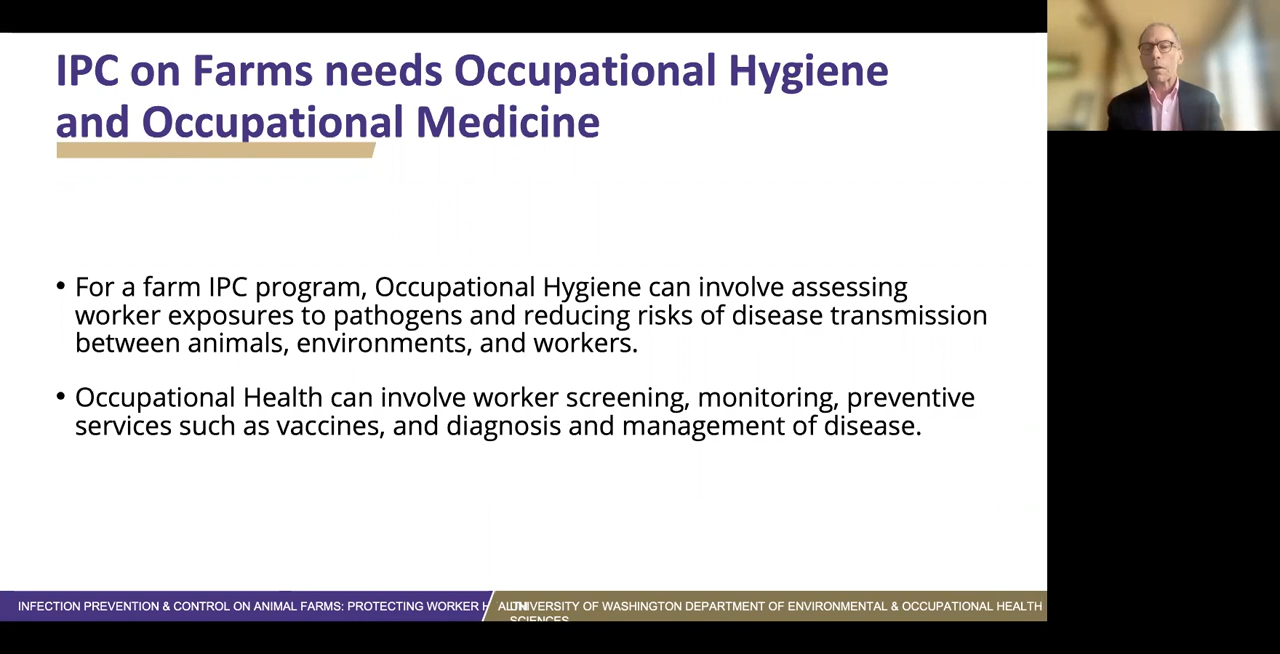 IPC on Farms needs Occupational Hygiene
and Occupational Medicine
• For a farm IPC program, Occupational Hygiene can involve assessing
worker exposures to pathogens and reducing risks of disease transmission
between animals, environments, and workers.
• Occupational Health can involve worker screening, monitoring, preventive
services such as vaccines, and diagnosis and management of disease.
INFECTION PREVENTION & CONTROL ON ANIMAL FARMS: PROTECTING WORKER
UNIVERSITY OF WASHINGTON DEPARTMENT OF ENVIRONMENTAL & OCCUPATIONAL HEALTH
SCIENCES